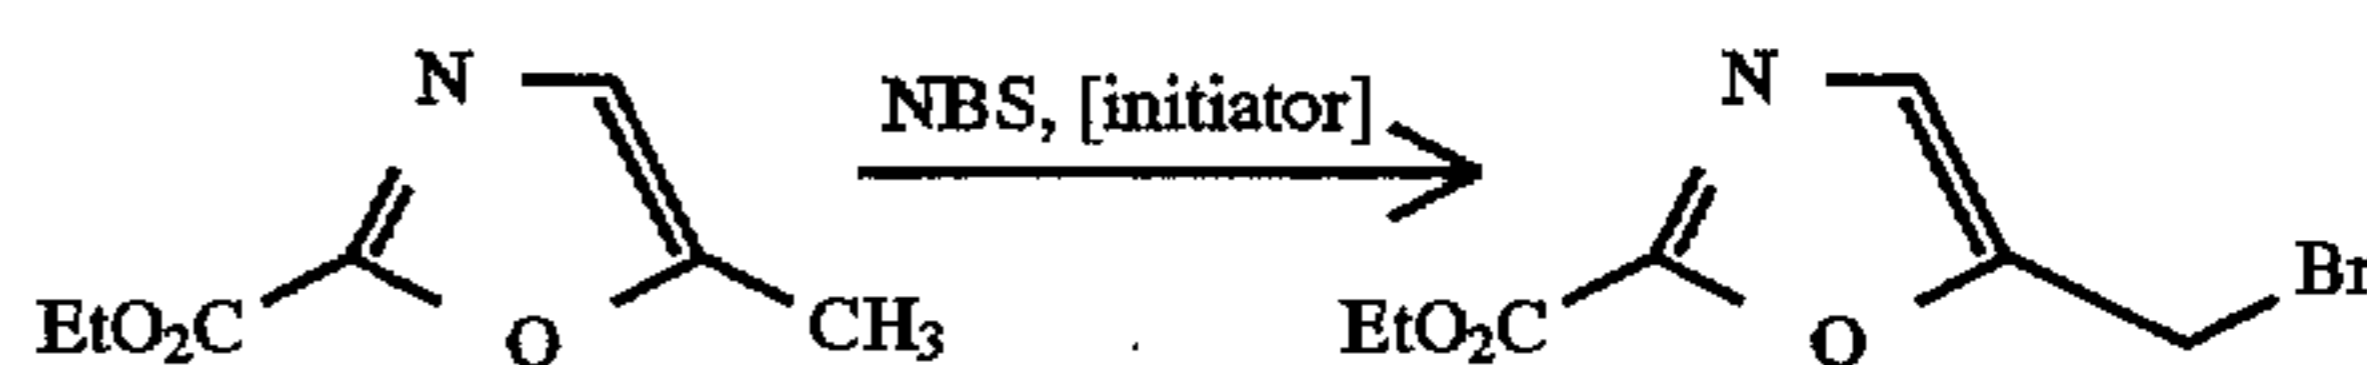 N
NBS, [initiator]
N
EtO₂C
O
CH₃
EtO₂C
O
Br